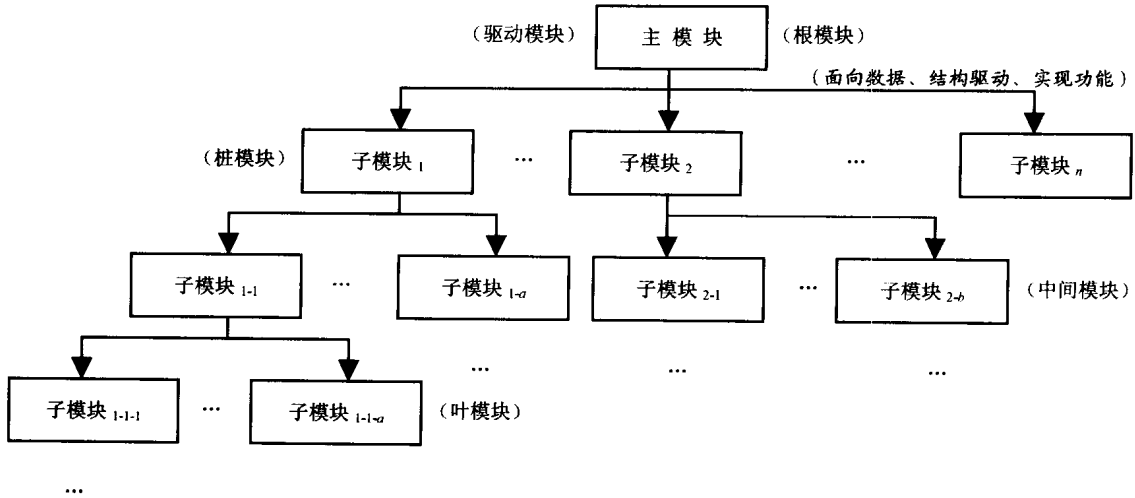 （驱动模块） 主 模 块 （根模块）
（面向数据、结构驱动、实现功能）
（桩模块） 子模块 1 … 子模块 2 … 子模块 n
子模块 1-1 … 子模块 1-a 子模块 2-1 … 子模块 2-b （中间模块）
… … …
子模块 1-1-1 … 子模块 1-1-a （叶模块）
…